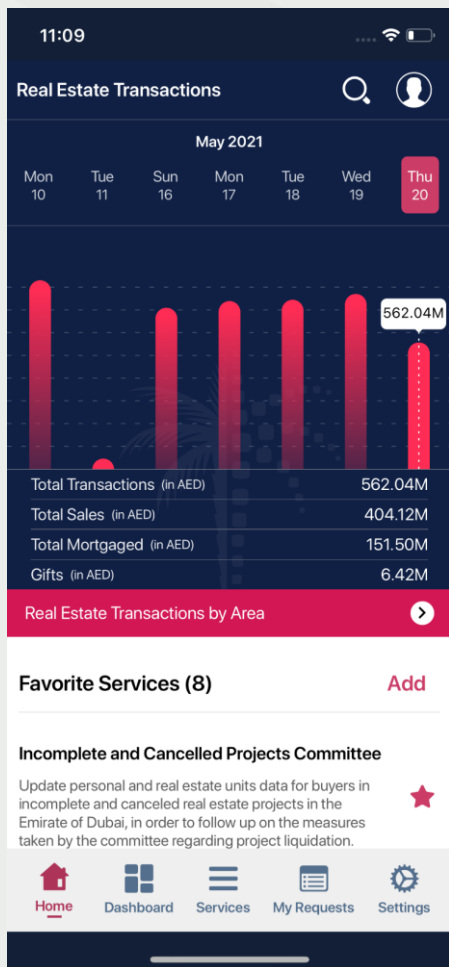 11:09
Real Estate Transactions
May 2021
Mon Tue Sun Mon Tue Wed Thu
10 11 16 17 18 19 20
562.04M
Total Transactions (in AED) 562.04M
Total Sales (in AED) 404.12M
Total Mortgaged (in AED) 151.50M
Gifts (in AED) 6.42M
Real Estate Transactions by Area
Favorite Services (8) Add
Incomplete and Cancelled Projects Committee
Update personal and real estate units data for buyers in
incomplete and canceled real estate projects in the
Emirate of Dubai, in order to follow up on the measures
taken by the committee regarding project liquidation.
Home Dashboard Services My Requests Settings